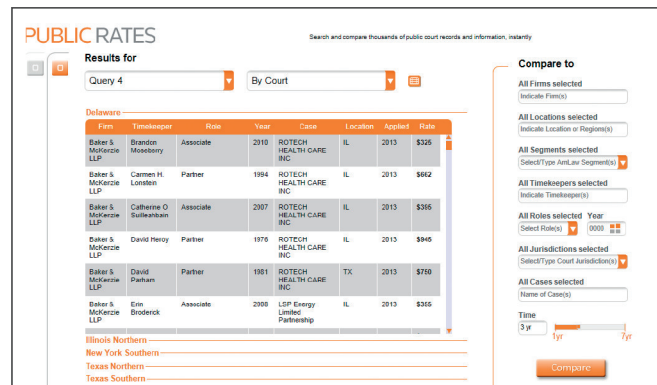 PUBLIC RATES
Search and compare thousands of public court records and information, instantly
Results for
Query 4
By Court
Delaware
Firm Timekeeper Role Year Case Location Applied Rate
Baker & McKenzie LLP Brandon Moseberry Associate 2010 ROTECH HEALTH CARE INC IL 2013 $325
Baker & McKenzie LLP Carmen H. Lonstein Partner 1994 ROTECH HEALTH CARE INC IL 2013 $662
Baker & McKenzie LLP Catherine O Suilleabhain Associate 2007 ROTECH HEALTH CARE INC IL 2013 $395
Baker & McKenzie LLP David Heroy Partner 1976 ROTECH HEALTH CARE INC IL 2013 $945
Baker & McKenzie LLP David Parham Partner 1981 ROTECH HEALTH CARE INC TX 2013 $750
Baker & McKenzie LLP Erin Broderick Associate 2008 LSP Energy Limited Partnership IL 2013 $355
Illinois Northern
New York Southern
Texas Northern
Texas Southern
Compare to
All Firms selected
Indicate Firm(s)
All Locations selected
Indicate Location or Regions(s)
All Segments selected
Select/Type AmLaw Segment(s)
All Timekeepers selected
Indicate Timekeeper(s)
All Roles selected Year
Select Role(s) 0000
All Jurisdictions selected
Select/Type Court Jurisdiction(s)
All Cases selected
Name of Case(s)
Time
3 yr
1yr 7yr
Compare